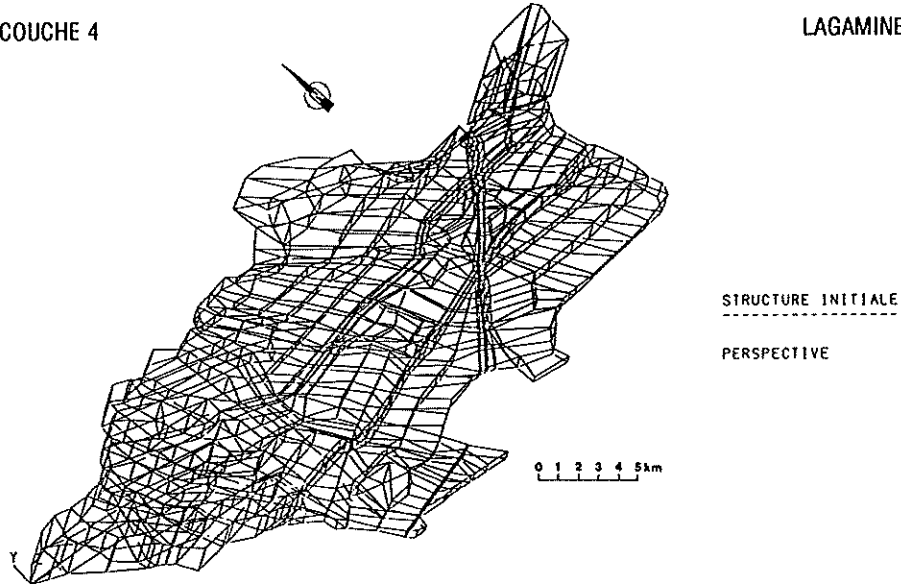 COUCHE 4
LAGAMINE
STRUCTURE INITIALE
PERSPECTIVE
0 1 2 3 4 5km
Y